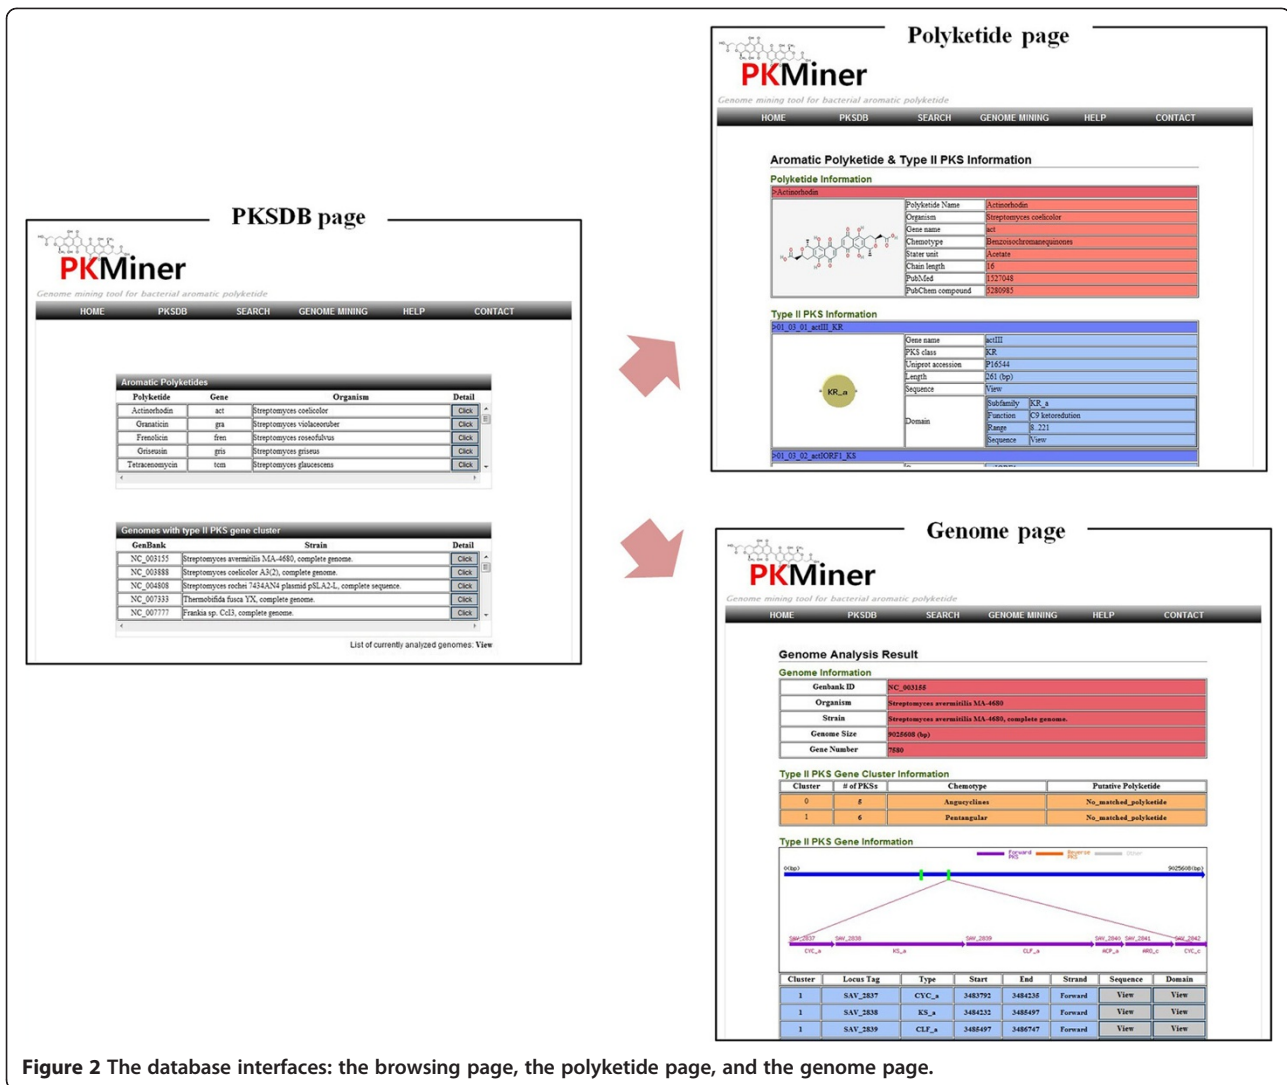 PKSDB page
PKMiner
Genome mining tool for bacterial aromatic polyketide
HOME PKSDB SEARCH GENOME MINING HELP CONTACT
Aromatic Polyketides
Polyketide Gene Organism Detail
Actinorhodin act Streptomyces coelicolor Click
Granaticin gra Streptomyces violaceoruber Click
Frenolicin fren Streptomyces roseofulvus Click
Griseusin gris Streptomyces griseus Click
Tetracenomycin tcm Streptomyces glaucescens Click
Genomes with type II PKS gene cluster
GenBank Strain Detail
NC_003155 Streptomyces avermitilis MA-4680, complete genome. Click
NC_003888 Streptomyces coelicolor A3(2), complete genome. Click
NC_004808 Streptomyces rochei 7434AN4 plasmid pSLA2-L, complete sequence. Click
NC_007333 Thermobifida fusca YX, complete genome. Click
NC_007777 Frankia sp. CcI3, complete genome. Click
List of currently analyzed genomes: View
Polyketide page
PKMiner
Genome mining tool for bacterial aromatic polyketide
HOME PKSDB SEARCH GENOME MINING HELP CONTACT
Aromatic Polyketide & Type II PKS Information
Polyketide Information
>Actinorhodin
Polyketide Name Actinorhodin
Organism Streptomyces coelicolor
Gene name act
Chemotype Benzoisochromanequinones
Stater unit Acetate
Chain length 16
PubMed 1527048
PubChem compound 5280985
Type II PKS Information
>01_03_01_actIII_KR
KR_a
Gene name actIII
PKS class KR
Uniprot accession P16544
Length 261 (bp)
Sequence View
Domain
Subfamily KR_a
Function C9 ketoredution
Range 8..221
Sequence View
>01_03_02_actIORF1_KS
Genome page
PKMiner
Genome mining tool for bacterial aromatic polyketide
HOME PKSDB SEARCH GENOME MINING HELP CONTACT
Genome Analysis Result
Genome Information
Genbank ID NC_003155
Organism Streptomyces avermitilis MA-4680
Strain Streptomyces avermitilis MA-4680, complete genome.
Genome Size 9025608 (bp)
Gene Number 7580
Type II PKS Gene Cluster Information
Cluster # of PKSs Chemotype Putative Polyketide
0 5 Angucyclines No_matched_polyketide
1 6 Pentangular No_matched_polyketide
Type II PKS Gene Information
Forward PKS Reverse PKS Other
0(bp) 9025608(bp)
SAV_2837 SAV_2838 SAV_2839 SAV_2840 SAV_2841 SAV_2842
CYC_a KS_a CLF_a ACP_a ARO_c CYC_c
Cluster Locus Tag Type Start End Strand Sequence Domain
1 SAV_2837 CYC_a 3483792 3484235 Forward View View
1 SAV_2838 KS_a 3484232 3485497 Forward View View
1 SAV_2839 CLF_a 3485497 3486747 Forward View View
Figure 2 The database interfaces: the browsing page, the polyketide page, and the genome page.